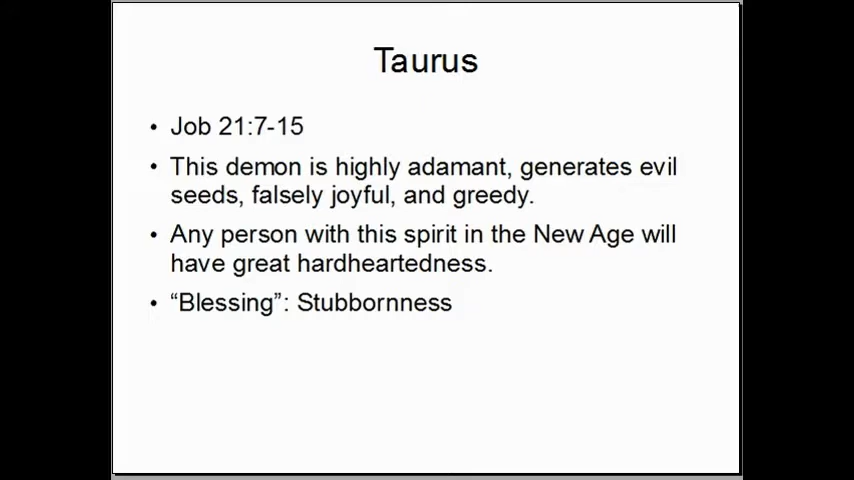 Taurus
• Job 21:7-15
• This demon is highly adamant, generates evil
seeds, falsely joyful, and greedy.
• Any person with this spirit in the New Age will
have great hardheartedness.
• “Blessing”: Stubbornness